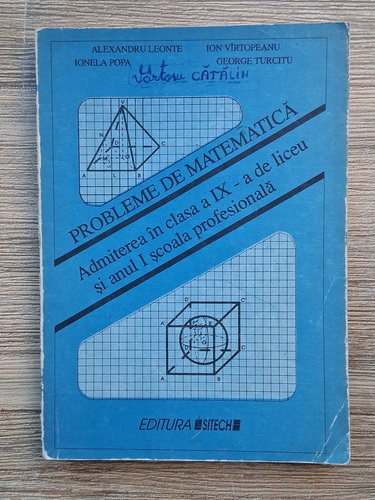 ALEXANDRU LEONTE ION VÎRTOPEANU
IONELA POPA GEORGE TURCITU
CĂTĂLIN
PROBLEME DE MATEMATICĂ
Admiterea în clasa a IX - a de liceu
și anul I școala profesională
V
N
A
B
C
L
D' C'
A' B'
D C
A B
EDITURA SITECH